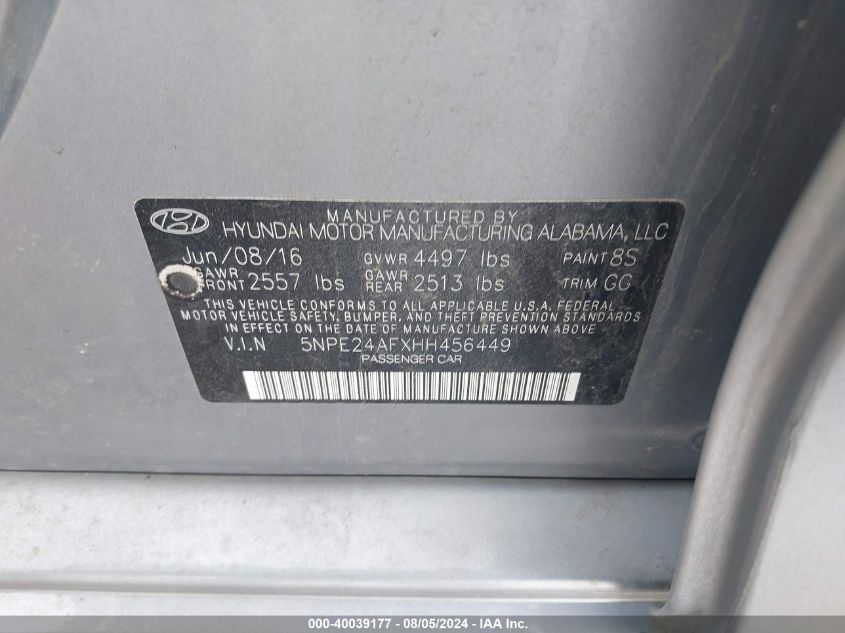 MANUFACTURED BY
HYUNDAI MOTOR MANUFACTURING ALABAMA, LLC
Jun/08/16 GVWR 4497 lbs PAINT 8S
GAWR FRONT 2557 lbs GAWR REAR 2513 lbs TRIM GG
THIS VEHICLE CONFORMS TO ALL APPLICABLE U.S.A. FEDERAL
MOTOR VEHICLE SAFETY, BUMPER, AND THEFT PREVENTION STANDARDS
IN EFFECT ON THE DATE OF MANUFACTURE SHOWN ABOVE
V.I.N 5NPE24AFXHH456449
PASSENGER CAR
000-40039177 - 08/05/2024 - IAA Inc.